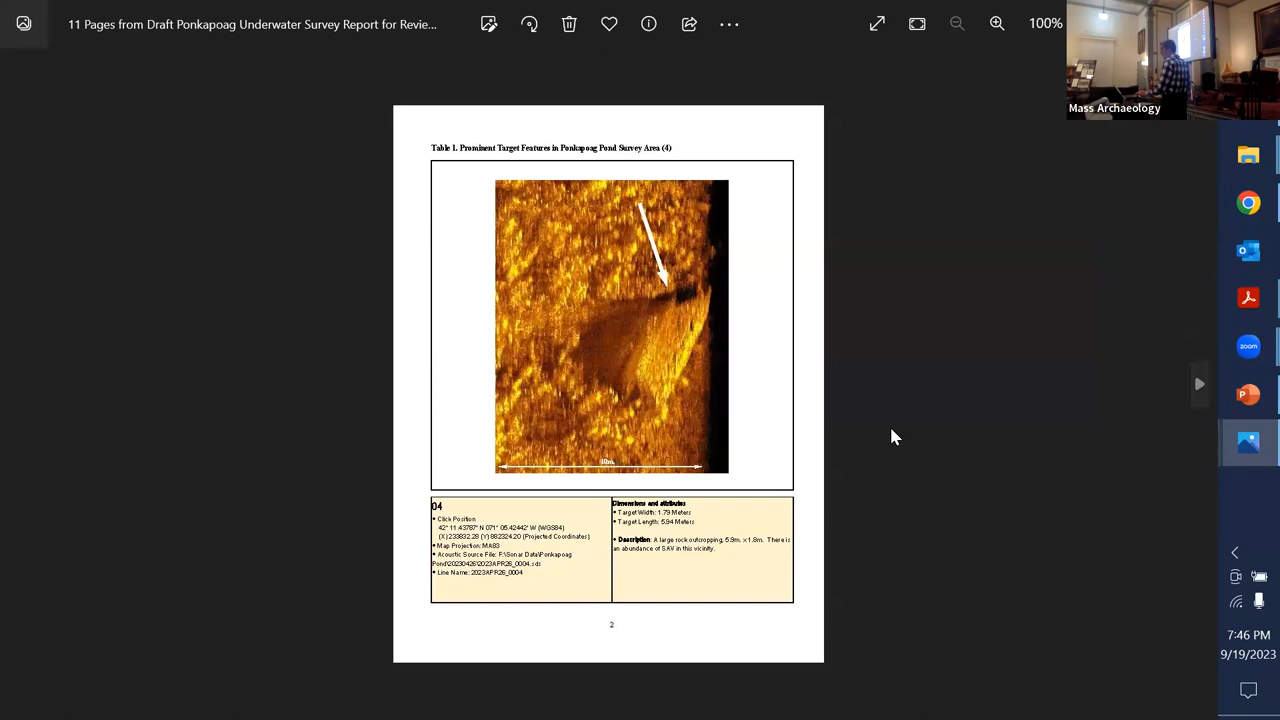 11 Pages from Draft Ponkapoag Underwater Survey Report for Revie...
100%
Mass Archaeology
Table 1. Prominent Target Features in Ponkapoag Pond Survey Area (4)
10m.
04
• Click Position
42° 11.43787' N 071° 05.42442' W (WGS84)
(X) 233832.28 (Y) 882324.20 (Projected Coordinates)
• Map Projection: MA83
• Acoustic Source File: F:\Sonar Data\Ponkapoag
Pond\20230426\2023APR26_0004.sds
• Line Name: 2023APR26_0004
Dimensions and attributes
• Target Width: 1.79 Meters
• Target Length: 5.94 Meters
• Description: A large rock outcropping, 5.9m. x 1.8m. There is
an abundance of SAV in this vicinity.
2
zoom
7:46 PM
9/19/2023